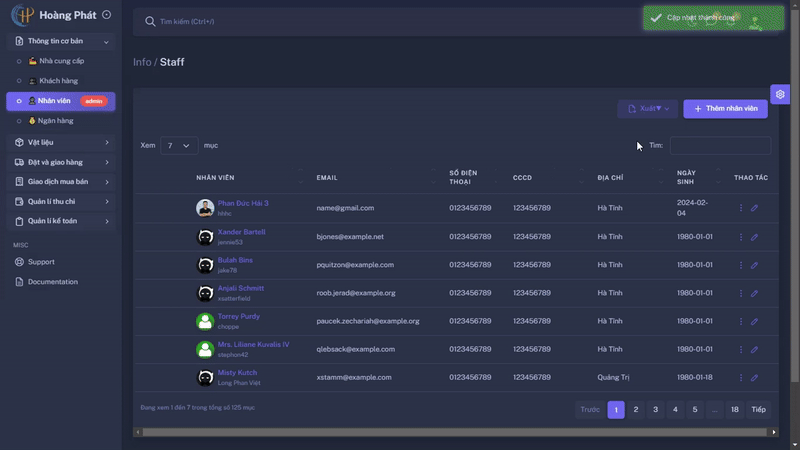 Hoàng Phát
Tìm kiếm (Ctrl+/)
Cập nhật thành công
Thông tin cơ bản
Nhà cung cấp
Khách hàng
Nhân viên admin
Ngân hàng
Vật liệu
Đặt và giao hàng
Giao dịch mua bán
Quản lí thu chi
Quản lí kế toán
MISC
Support
Documentation
Info / Staff
Xuất
+ Thêm nhân viên
Xem 7 mục
Tìm:
NHÂN VIÊN EMAIL SỐ ĐIỆN THOẠI CCCD ĐỊA CHỈ NGÀY SINH THAO TÁC
Phan Đức Hải 3
hhhc
name@gmail.com 0123456789 123456789 Hà Tĩnh 2024-02-04
Xander Bartell
jennie53
bjones@example.net 0123456789 123456789 Hà Tĩnh 1980-01-01
Bulah Bins
jake78
pquitzon@example.com 0123456789 123456789 Hà Tĩnh 1980-01-01
Anjali Schmitt
xsatterfield
roob.jerad@example.org 0123456789 123456789 Hà Tĩnh 1980-01-01
Torrey Purdy
choppe
paucek.zechariah@example.org 0123456789 123456789 Hà Tĩnh 1980-01-01
Mrs. Liliane Kuvalis IV
stephon42
qlebsack@example.com 0123456789 123456789 Hà Tĩnh 1980-01-01
Misty Kutch
Long Phan Việt
xstamm@example.com 0123456789 123456789 Quảng Trị 1980-01-18
Đang xem 1 đến 7 trong tổng số 125 mục
Trước 1 2 3 4 5 ... 18 Tiếp